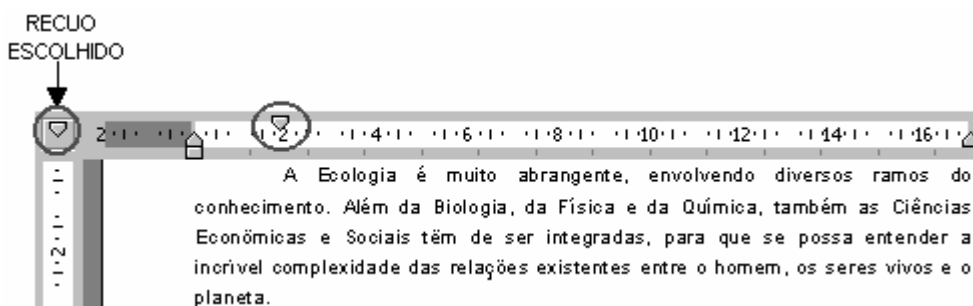 RECUO
ESCOLHIDO
2 2 4 6 8 10 12 14 16
A Ecologia é muito abrangente, envolvendo diversos ramos do
conhecimento. Além da Biologia, da Física e da Química, também as Ciências
Econômicas e Sociais têm de ser integradas, para que se possa entender a
incrível complexidade das relações existentes entre o homem, os seres vivos e o
planeta.
2